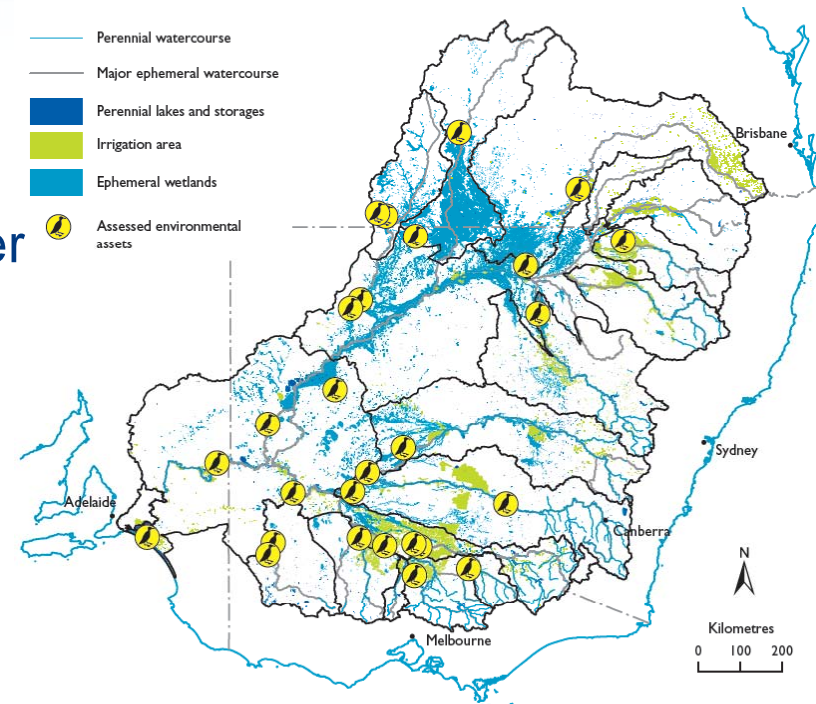 Perennial watercourse
Major ephemeral watercourse
Perennial lakes and storages
Irrigation area
Ephemeral wetlands
Assessed environmental
assets
er
Brisbane
Sydney
Canberra
Adelaide
Melbourne
N
Kilometres
0 100 200